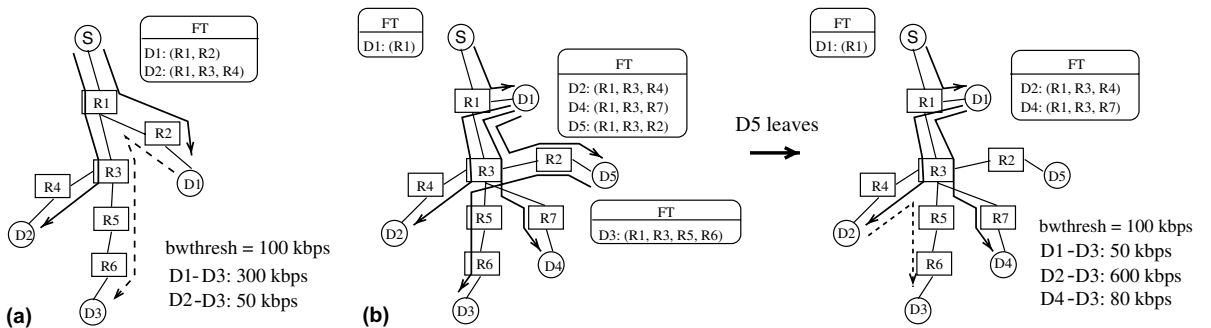 S
FT
D1: (R1, R2)
D2: (R1, R3, R4)
R1
R2
R3
D1
R4
R5
D2
R6
D3
bwthresh = 100 kbps
D1-D3: 300 kbps
D2-D3: 50 kbps
(a)
FT
D1: (R1)
S
FT
D2: (R1, R3, R4)
D4: (R1, R3, R7)
D5: (R1, R3, R2)
R1
D1
R2
R3
D5
R4
R5
R7
D2
R6
D4
D3
FT
D3: (R1, R3, R5, R6)
(b)
D5 leaves
FT
D1: (R1)
S
FT
D2: (R1, R3, R4)
D4: (R1, R3, R7)
R1
D1
R2
R3
D5
R4
R5
R7
D2
R6
D4
D3
bwthresh = 100 kbps
D1-D3: 50 kbps
D2-D3: 600 kbps
D4-D3: 80 kbps